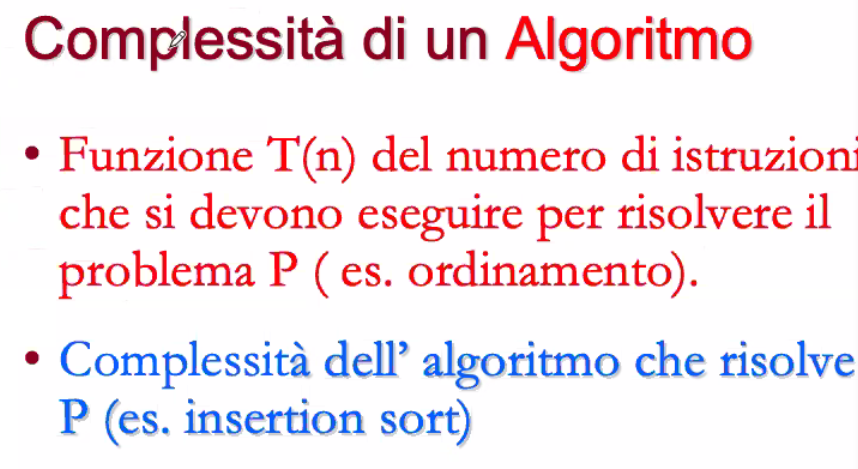 Complessità di un Algoritmo
• Funzione T(n) del numero di istruzioni
che si devono eseguire per risolvere il
problema P ( es. ordinamento).
• Complessità dell’ algoritmo che risolve
P (es. insertion sort)